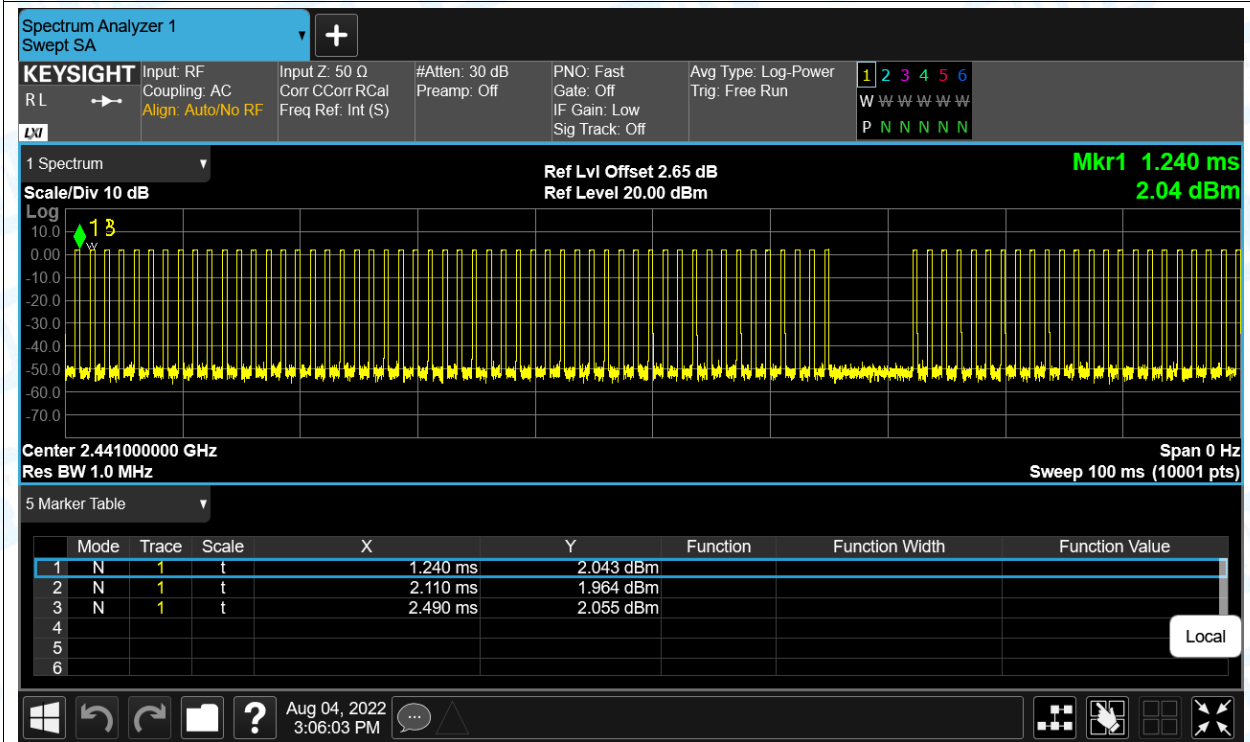 Spectrum Analyzer 1
Swept SA
KEYSIGHT
R L
LXI
Input: RF
Coupling: AC
Align: Auto/No RF
Input Z: 50 Ω
Corr CCorr RCal
Freq Ref: Int (S)
#Atten: 30 dB
Preamp: Off
PNO: Fast
Gate: Off
IF Gain: Low
Sig Track: Off
Avg Type: Log-Power
Trig: Free Run
1 2 3 4 5 6
W W W W W W
P N N N N N
1 Spectrum
Scale/Div 10 dB
Ref Lvl Offset 2.65 dB
Ref Level 20.00 dBm
Mkr1 1.240 ms
2.04 dBm
Log
10.0
0.00
-10.0
-20.0
-30.0
-40.0
-50.0
-60.0
-70.0
1
Center 2.441000000 GHz
Res BW 1.0 MHz
Span 0 Hz
Sweep 100 ms (10001 pts)
5 Marker Table
Mode Trace Scale X Y Function Function Width Function Value
1 N 1 t 1.240 ms 2.043 dBm
2 N 1 t 2.110 ms 1.964 dBm
3 N 1 t 2.490 ms 2.055 dBm
4
5
6
Local
?
Aug 04, 2022
3:06:03 PM